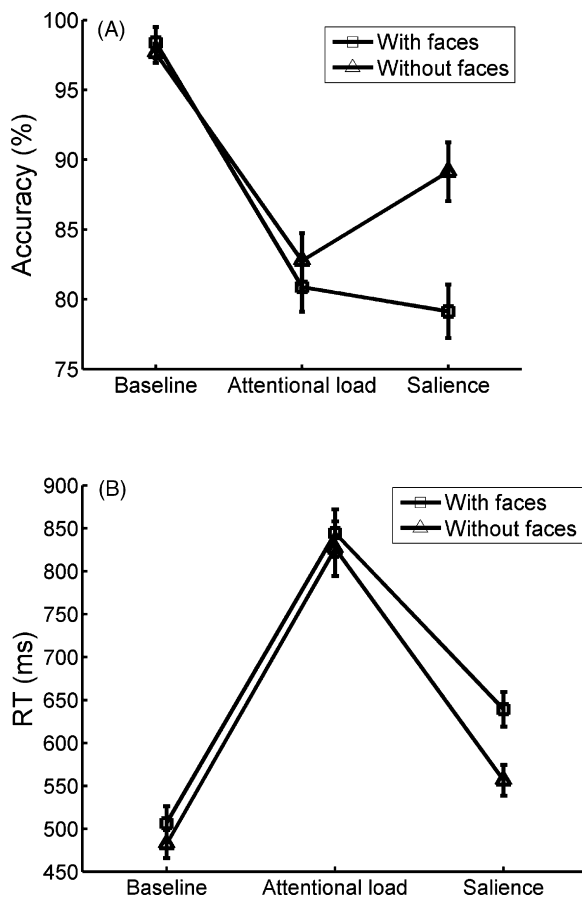 (A)
With faces
Without faces
Accuracy (%)
100
95
90
85
80
75
Baseline Attentional load Salience
(B)
With faces
Without faces
RT (ms)
900
850
800
750
700
650
600
550
500
450
Baseline Attentional load Salience